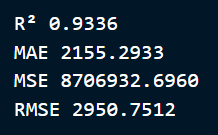 R² 0.9336
MAE 2155.2933
MSE 8706932.6960
RMSE 2950.7512